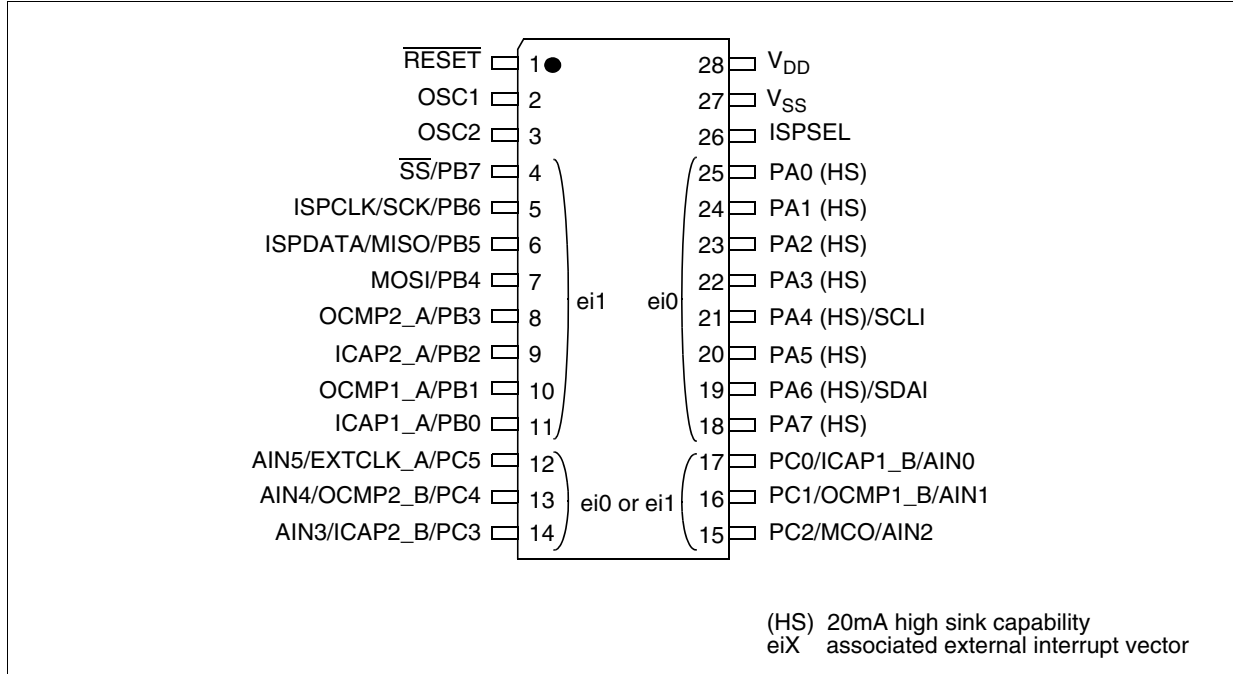 RESET 1 28 VDD
OSC1 2 27 VSS
OSC2 3 26 ISPSEL
SS/PB7 4 25 PA0 (HS)
ISPCLK/SCK/PB6 5 24 PA1 (HS)
ISPDATA/MISO/PB5 6 23 PA2 (HS)
MOSI/PB4 7 22 PA3 (HS)
ei1 ei0
OCMP2_A/PB3 8 21 PA4 (HS)/SCLI
ICAP2_A/PB2 9 20 PA5 (HS)
OCMP1_A/PB1 10 19 PA6 (HS)/SDAI
ICAP1_A/PB0 11 18 PA7 (HS)
AIN5/EXTCLK_A/PC5 12 17 PC0/ICAP1_B/AIN0
AIN4/OCMP2_B/PC4 13 ei0 or ei1 16 PC1/OCMP1_B/AIN1
AIN3/ICAP2_B/PC3 14 15 PC2/MCO/AIN2
(HS) 20mA high sink capability
eiX associated external interrupt vector